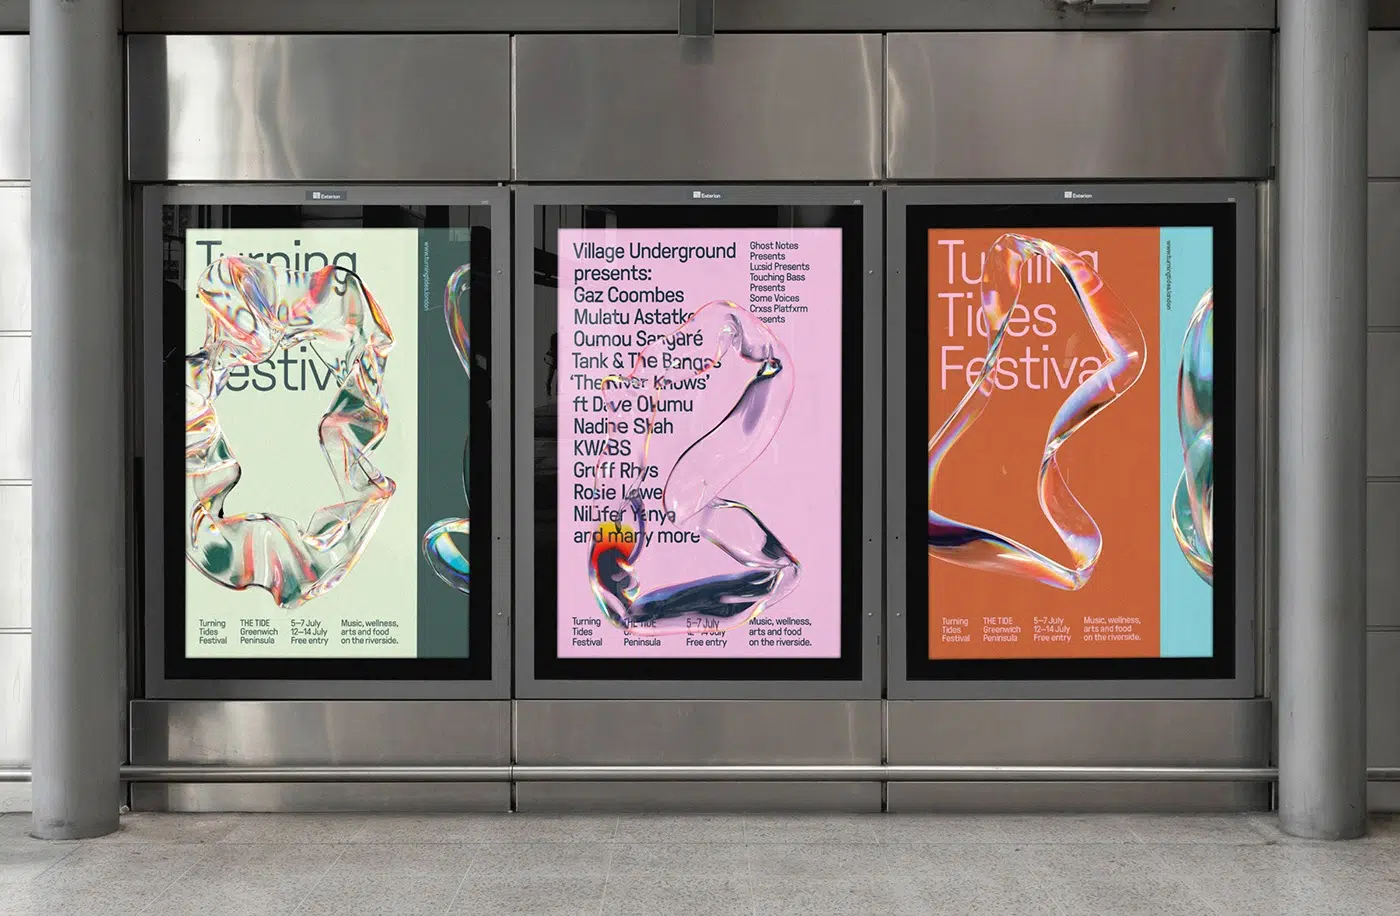 Exterion
Turning
Festival
www.turningtides.london
Turning
Tides
Festival
THE TIDE
Greenwich
Peninsula
5–7 July
12–14 July
Free entry
Music, wellness,
arts and food
on the riverside.
Exterion
Village Underground
presents:
Gaz Coombes
Mulatu Astatke
Oumou Sangaré
Tank & The Bangas
‘The River Knows’
ft Dave Okumu
Nadine Shah
KWABS
Gruff Rhys
Rosie Lowe
Nilüfer Yanya
and many more
Ghost Notes
Presents
Lu:sid Presents
Touching Bass
Presents
Some Voices
Crxss Platfxrm
Presents
Turning
Tides
Festival
THE TIDE
Greenwich
Peninsula
5–7 July
12–14 July
Free entry
Music, wellness,
arts and food
on the riverside.
Exterion
Turning
Tides
Festival
www.turningtides.london
Turning
Tides
Festival
THE TIDE
Greenwich
Peninsula
5–7 July
12–14 July
Free entry
Music, wellness,
arts and food
on the riverside.